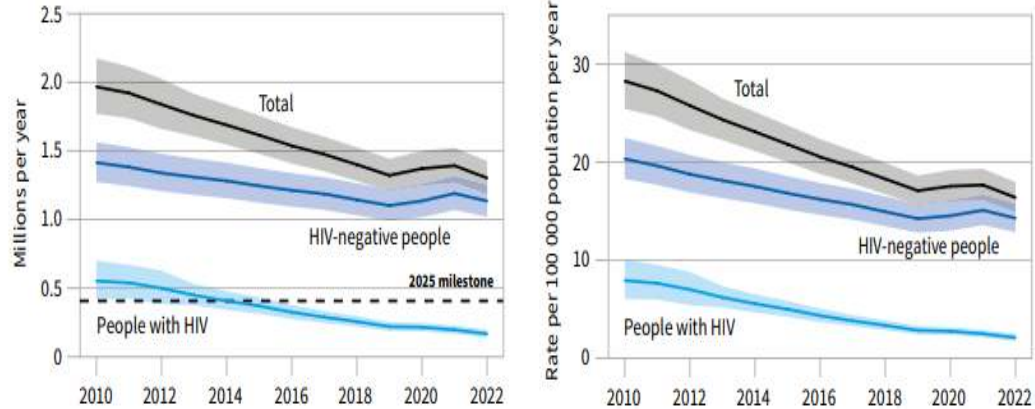 Millions per year
2.5
2.0
1.5
1.0
0.5
0
Total
HIV-negative people
2025 milestone
People with HIV
2010 2012 2014 2016 2018 2020 2022
Rate per 100 000 population per year
30
20
10
0
Total
HIV-negative people
People with HIV
2010 2012 2014 2016 2018 2020 2022